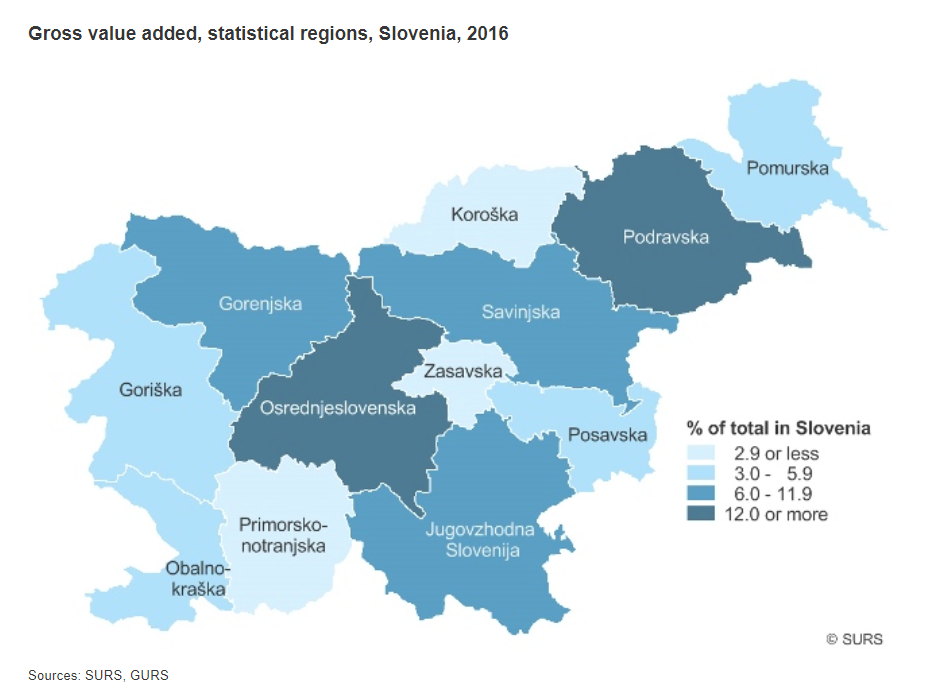 Gross value added, statistical regions, Slovenia, 2016
Pomurska
Koroška
Podravska
Gorenjska
Savinjska
Zasavska
Goriška
Osrednjeslovenska
Posavska
% of total in Slovenia
2.9 or less
3.0 - 5.9
6.0 - 11.9
12.0 or more
Primorsko-
notranjska
Jugovzhodna
Slovenija
Obalno-
kraška
© SURS
Sources: SURS, GURS